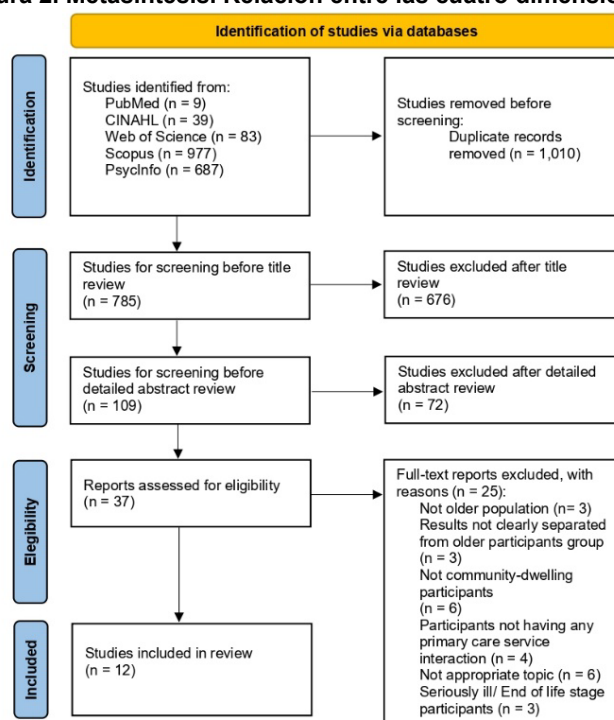 Metasíntesis. Relación entre las cuatro
Identification of studies via databases
Identification
Studies identified from:
PubMed (n = 9)
CINAHL (n = 39)
Web of Science (n = 83)
Scopus (n = 977)
PsycInfo (n = 687)
Studies removed before
screening:
Duplicate records
removed (n = 1,010)
Screening
Studies for screening before title
review
(n = 785)
Studies excluded after title
review
(n = 676)
Studies for screening before
detailed abstract review
(n = 109)
Studies excluded after detailed
abstract review
(n = 72)
Elegibility
Reports assessed for eligibility
(n = 37)
Full-text reports excluded, with
reasons (n = 25):
Not older population (n= 3)
Results not clearly separated
from older participants group
(n = 3)
Not community-dwelling
participants
(n = 6)
Participants not having any
primary care service
interaction (n = 4)
Not appropriate topic (n = 6)
Seriously ill/ End of life stage
participants (n = 3)
Included
Studies included in review
(n = 12)